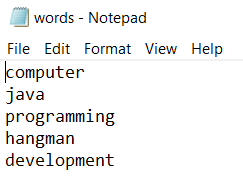 words - Notepad
File Edit Format View Help
computer
java
programming
hangman
development